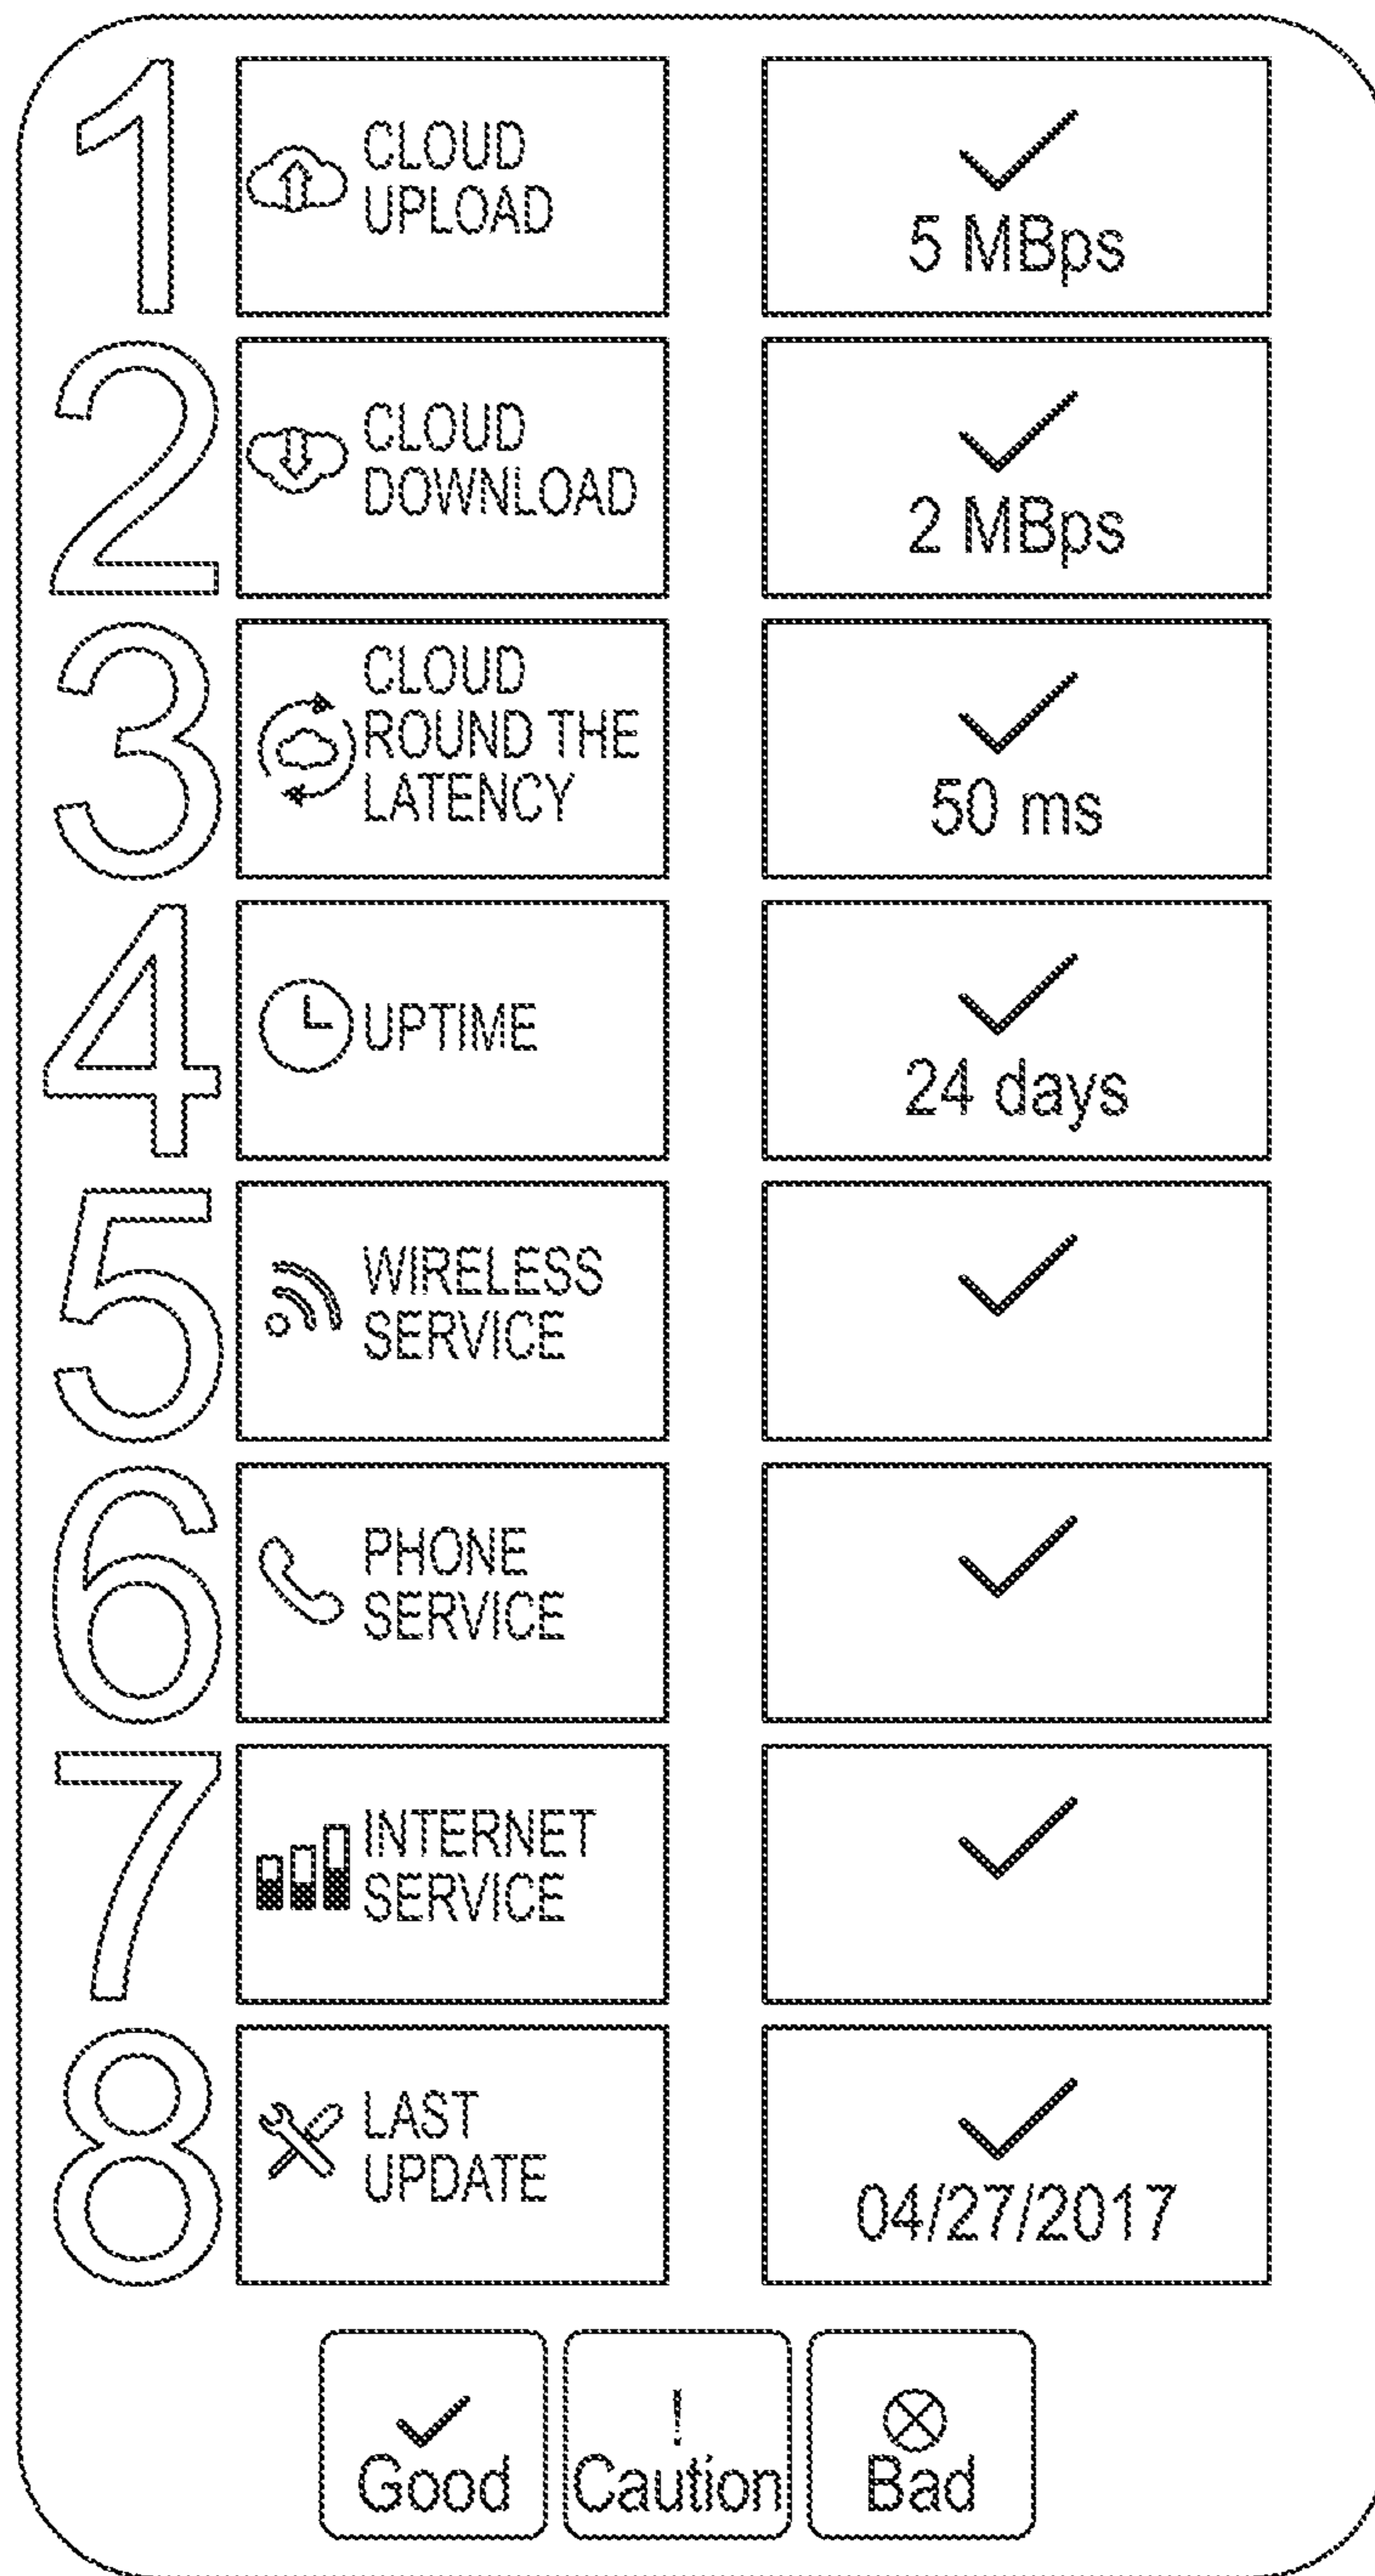 1
CLOUD
UPLOAD
5 MBps
2
CLOUD
DOWNLOAD
2 MBps
3
CLOUD
ROUND THE
LATENCY
50 ms
4
UPTIME
24 days
5
WIRELESS
SERVICE
6
PHONE
SERVICE
7
INTERNET
SERVICE
8
LAST
UPDATE
04/27/2017
! 
Good Caution Bad